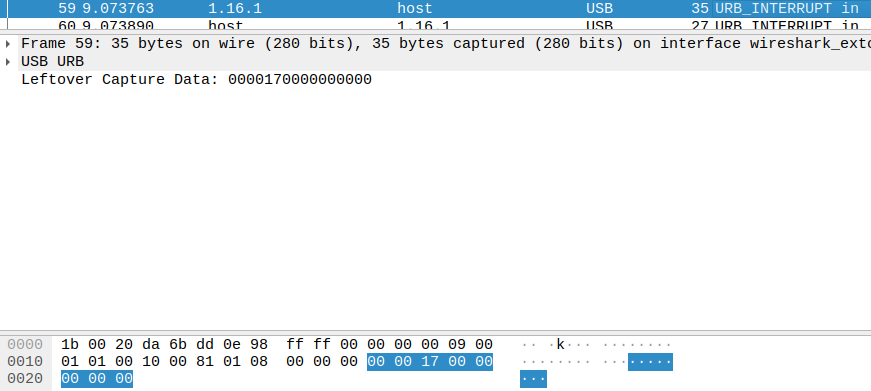 59 9.073763 1.16.1 host USB 35 URB_INTERRUPT in
60 9.073890 host 1.16.1 USB 27 URB_INTERRUPT in
Frame 59: 35 bytes on wire (280 bits), 35 bytes captured (280 bits) on interface wireshark_extc
USB URB
Leftover Capture Data: 0000170000000000
0000 1b 00 20 da 6b dd 0e 98 ff ff 00 00 00 00 09 00 ·· ·k··· ········
0010 01 01 00 10 00 81 01 08 00 00 00 00 00 17 00 00 ········ ········
0020 00 00 00 ···